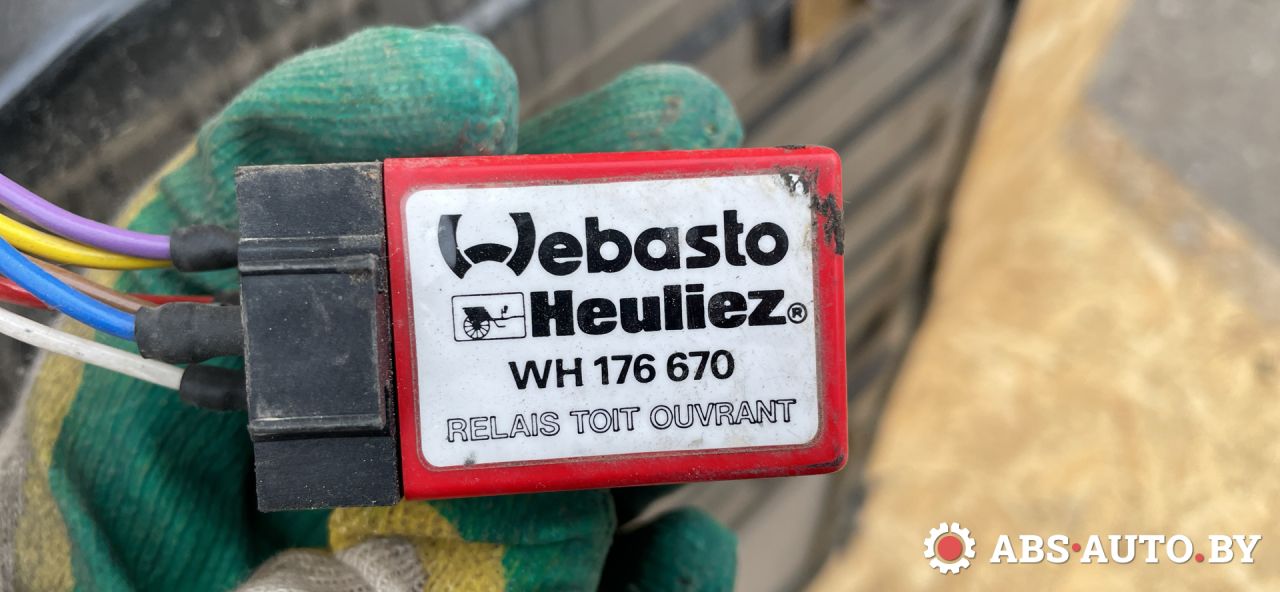 Webasto
Heuliez®
WH 176 670
RELAIS TOIT OUVRANT
ABS·AUTO.BY